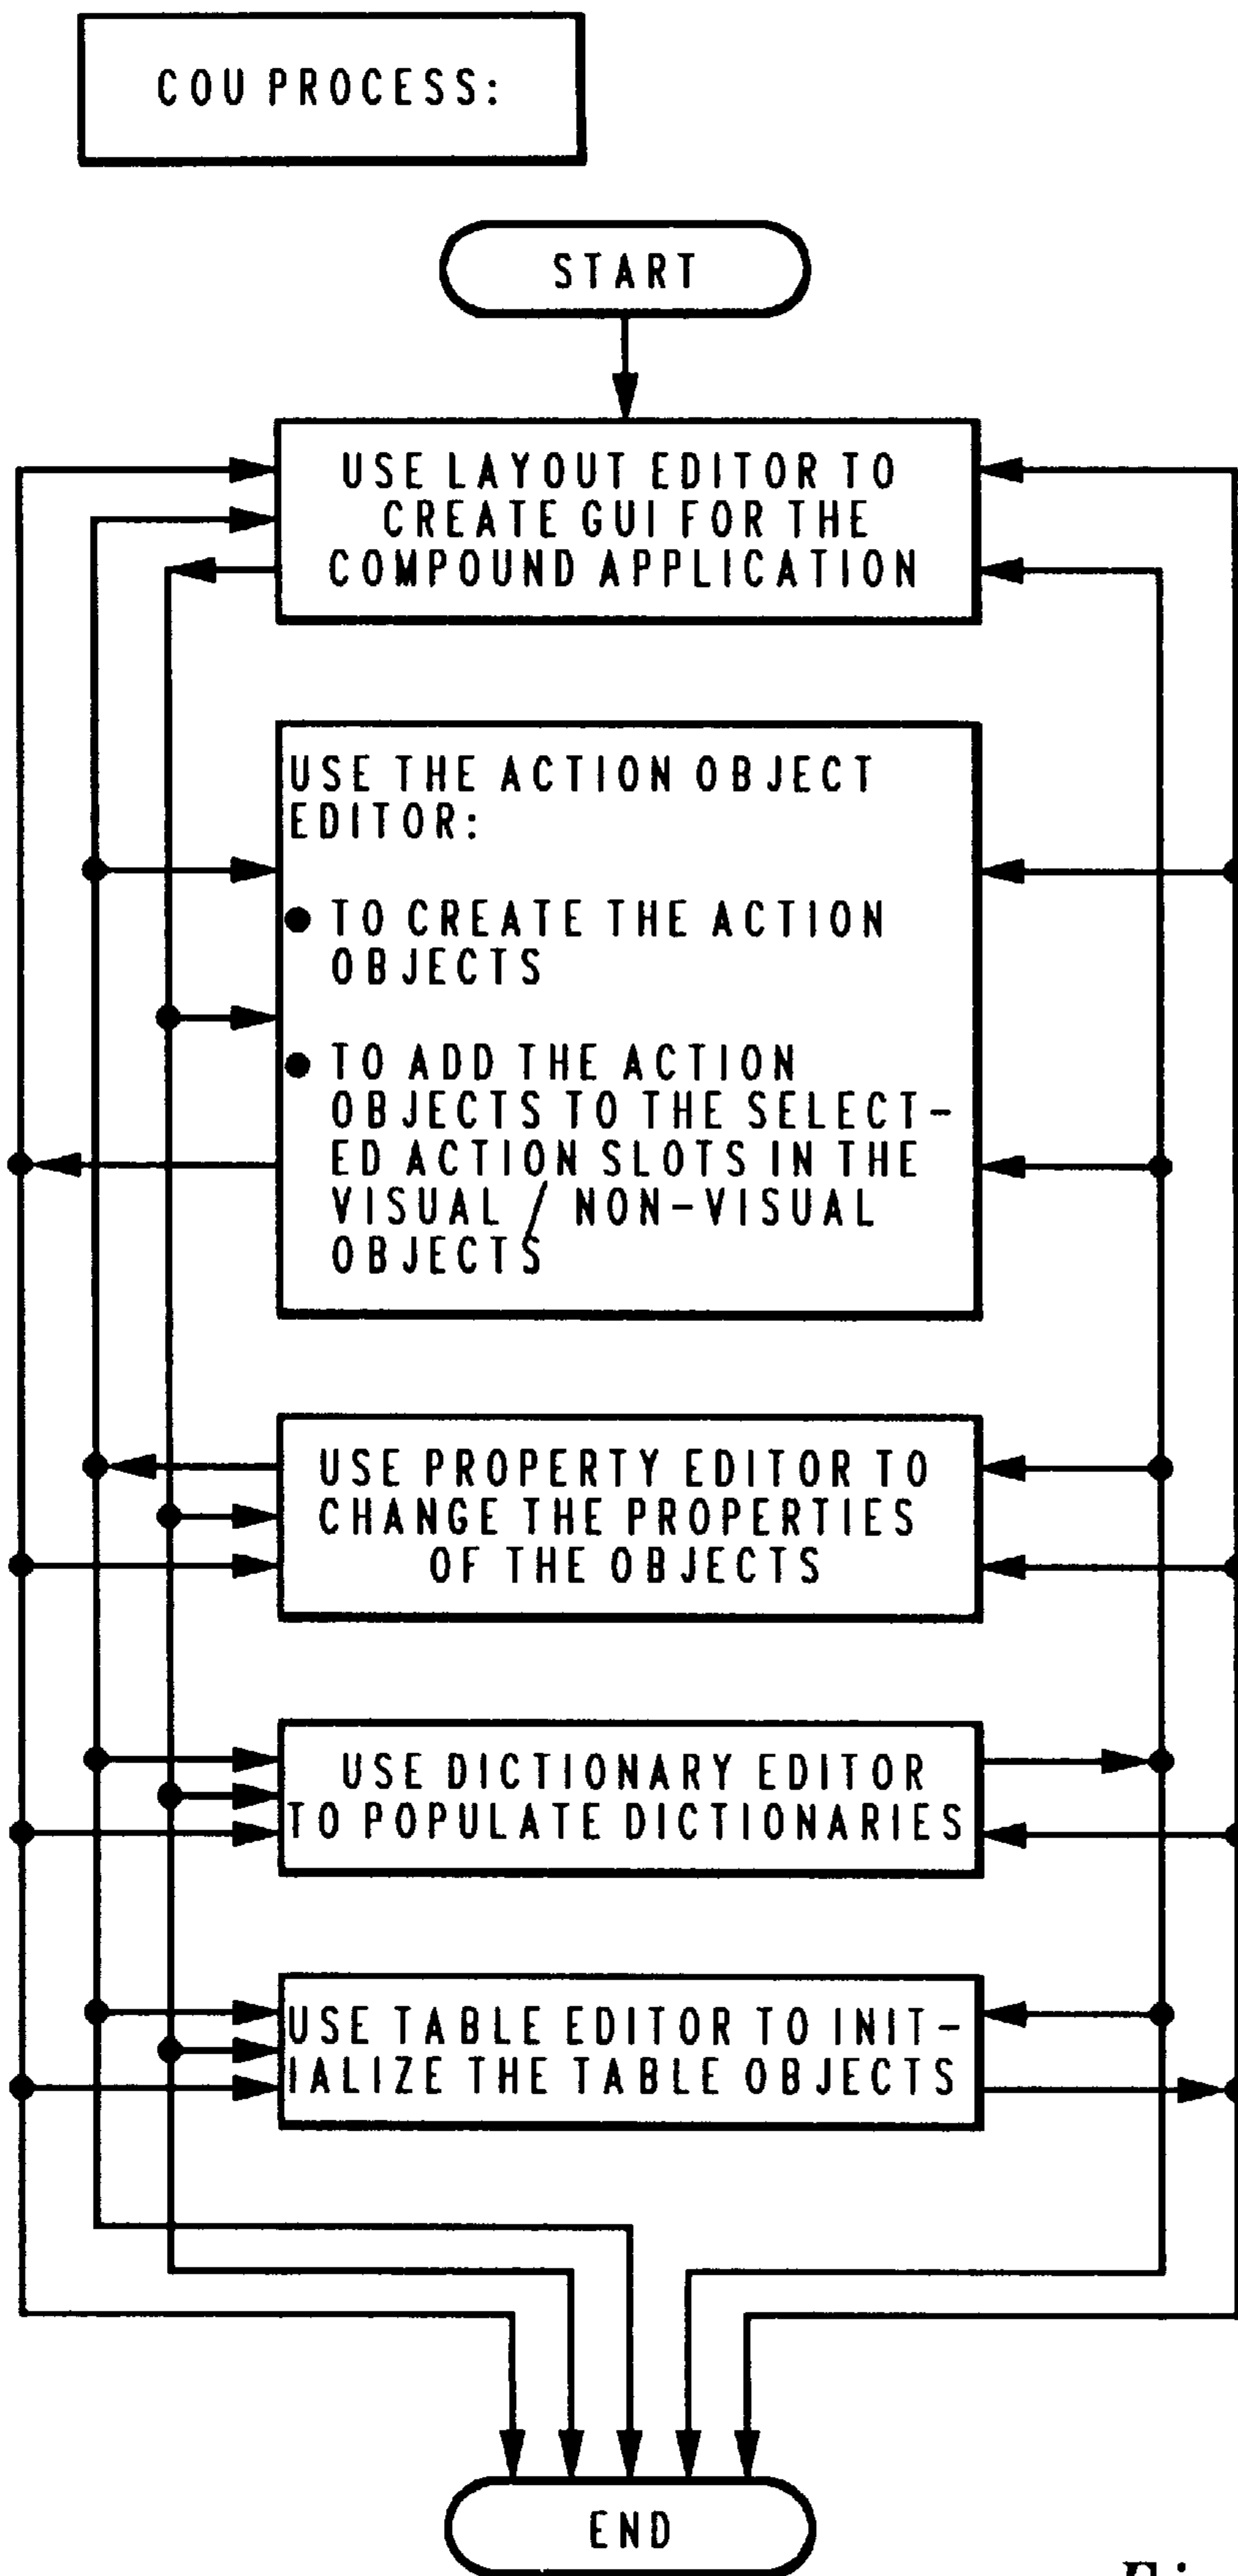 COU PROCESS:
START
USE LAYOUT EDITOR TO
CREATE GUI FOR THE
COMPOUND APPLICATION
USE THE ACTION OBJECT
EDITOR:
● TO CREATE THE ACTION
OBJECTS
● TO ADD THE ACTION
OBJECTS TO THE SELECT-
ED ACTION SLOTS IN THE
VISUAL / NON-VISUAL
OBJECTS
USE PROPERTY EDITOR TO
CHANGE THE PROPERTIES
OF THE OBJECTS
USE DICTIONARY EDITOR
TO POPULATE DICTIONARIES
USE TABLE EDITOR TO INIT-
IALIZE THE TABLE OBJECTS
END